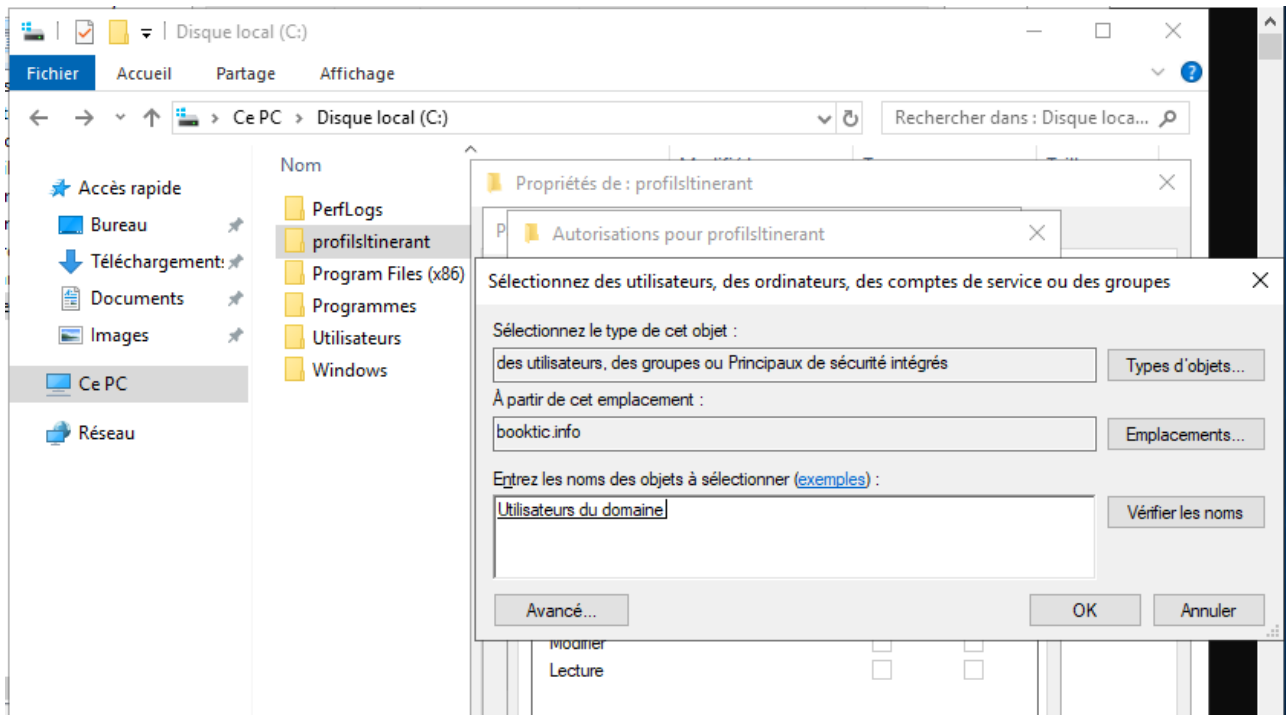 Disque local (C:)
Fichier Accueil Partage Affichage
Ce PC > Disque local (C:)
Rechercher dans : Disque loca...
Accès rapide
Bureau
Téléchargement:
Documents
Images
Ce PC
Réseau
Nom
PerfLogs
profilsItinerant
Program Files (x86)
Programmes
Utilisateurs
Windows
Propriétés de : profilsItinerant
P
Autorisations pour profilsItinerant
Sélectionnez des utilisateurs, des ordinateurs, des comptes de service ou des groupes
Sélectionnez le type de cet objet :
des utilisateurs, des groupes ou Principaux de sécurité intégrés
Types d'objets...
À partir de cet emplacement :
booktic.info
Emplacements...
Entrez les noms des objets à sélectionner (exemples) :
Utilisateurs du domaine
Vérifier les noms
Avancé...
OK
Annuler
Modifier
Lecture